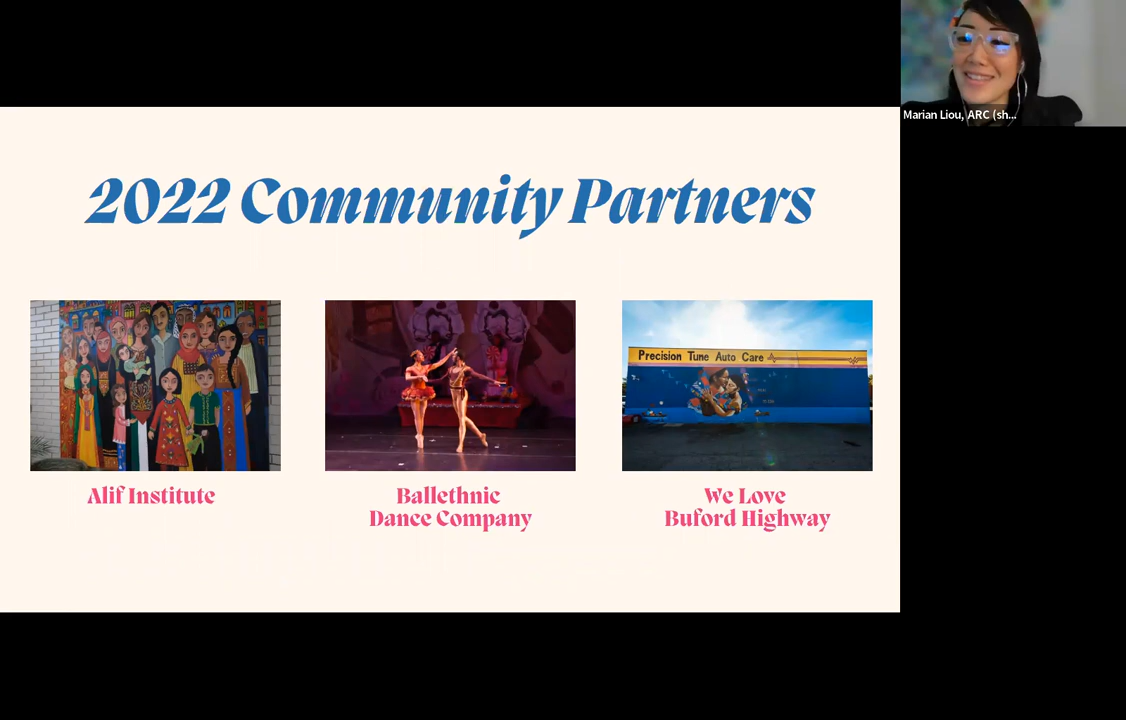 Marian Liou, ARC (sh...
2022 Community Partners
Precision Tune Auto Care
Alif Institute
Ballethnic
Dance Company
We Love
Buford Highway